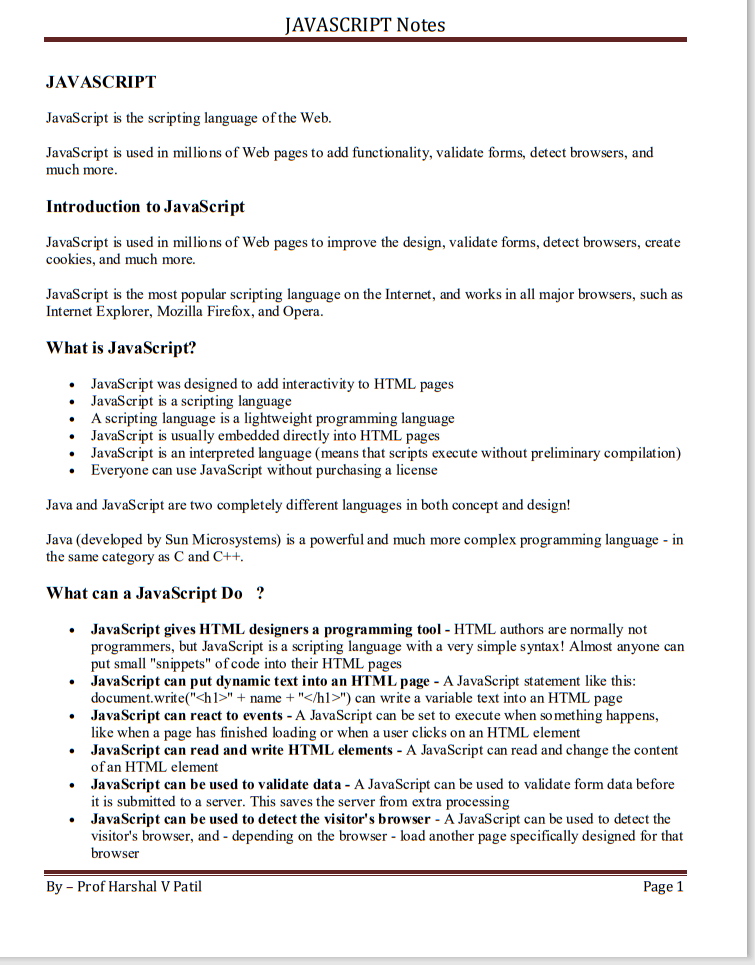 JAVASCRIPT Notes
JAVASCRIPT
JavaScript is the scripting language of the Web.
JavaScript is used in millions of Web pages to add functionality, validate forms, detect browsers, and
much more.
Introduction to JavaScript
JavaScript is used in millions of Web pages to improve the design, validate forms, detect browsers, create
cookies, and much more.
JavaScript is the most popular scripting language on the Internet, and works in all major browsers, such as
Internet Explorer, Mozilla Firefox, and Opera.
What is JavaScript?
• JavaScript was designed to add interactivity to HTML pages
• JavaScript is a scripting language
• A scripting language is a lightweight programming language
• JavaScript is usually embedded directly into HTML pages
• JavaScript is an interpreted language (means that scripts execute without preliminary compilation)
• Everyone can use JavaScript without purchasing a license
Java and JavaScript are two completely different languages in both concept and design!
Java (developed by Sun Microsystems) is a powerful and much more complex programming language - in
the same category as C and C++.
What can a JavaScript Do ?
• JavaScript gives HTML designers a programming tool - HTML authors are normally not
programmers, but JavaScript is a scripting language with a very simple syntax! Almost anyone can
put small "snippets" of code into their HTML pages
• JavaScript can put dynamic text into an HTML page - A JavaScript statement like this:
document.write("<h1>" + name + "</h1>") can write a variable text into an HTML page
• JavaScript can react to events - A JavaScript can be set to execute when something happens,
like when a page has finished loading or when a user clicks on an HTML element
• JavaScript can read and write HTML elements - A JavaScript can read and change the content
of an HTML element
• JavaScript can be used to validate data - A JavaScript can be used to validate form data before
it is submitted to a server. This saves the server from extra processing
• JavaScript can be used to detect the visitor's browser - A JavaScript can be used to detect the
visitor's browser, and - depending on the browser - load another page specifically designed for that
browser
By – Prof Harshal V Patil Page 1